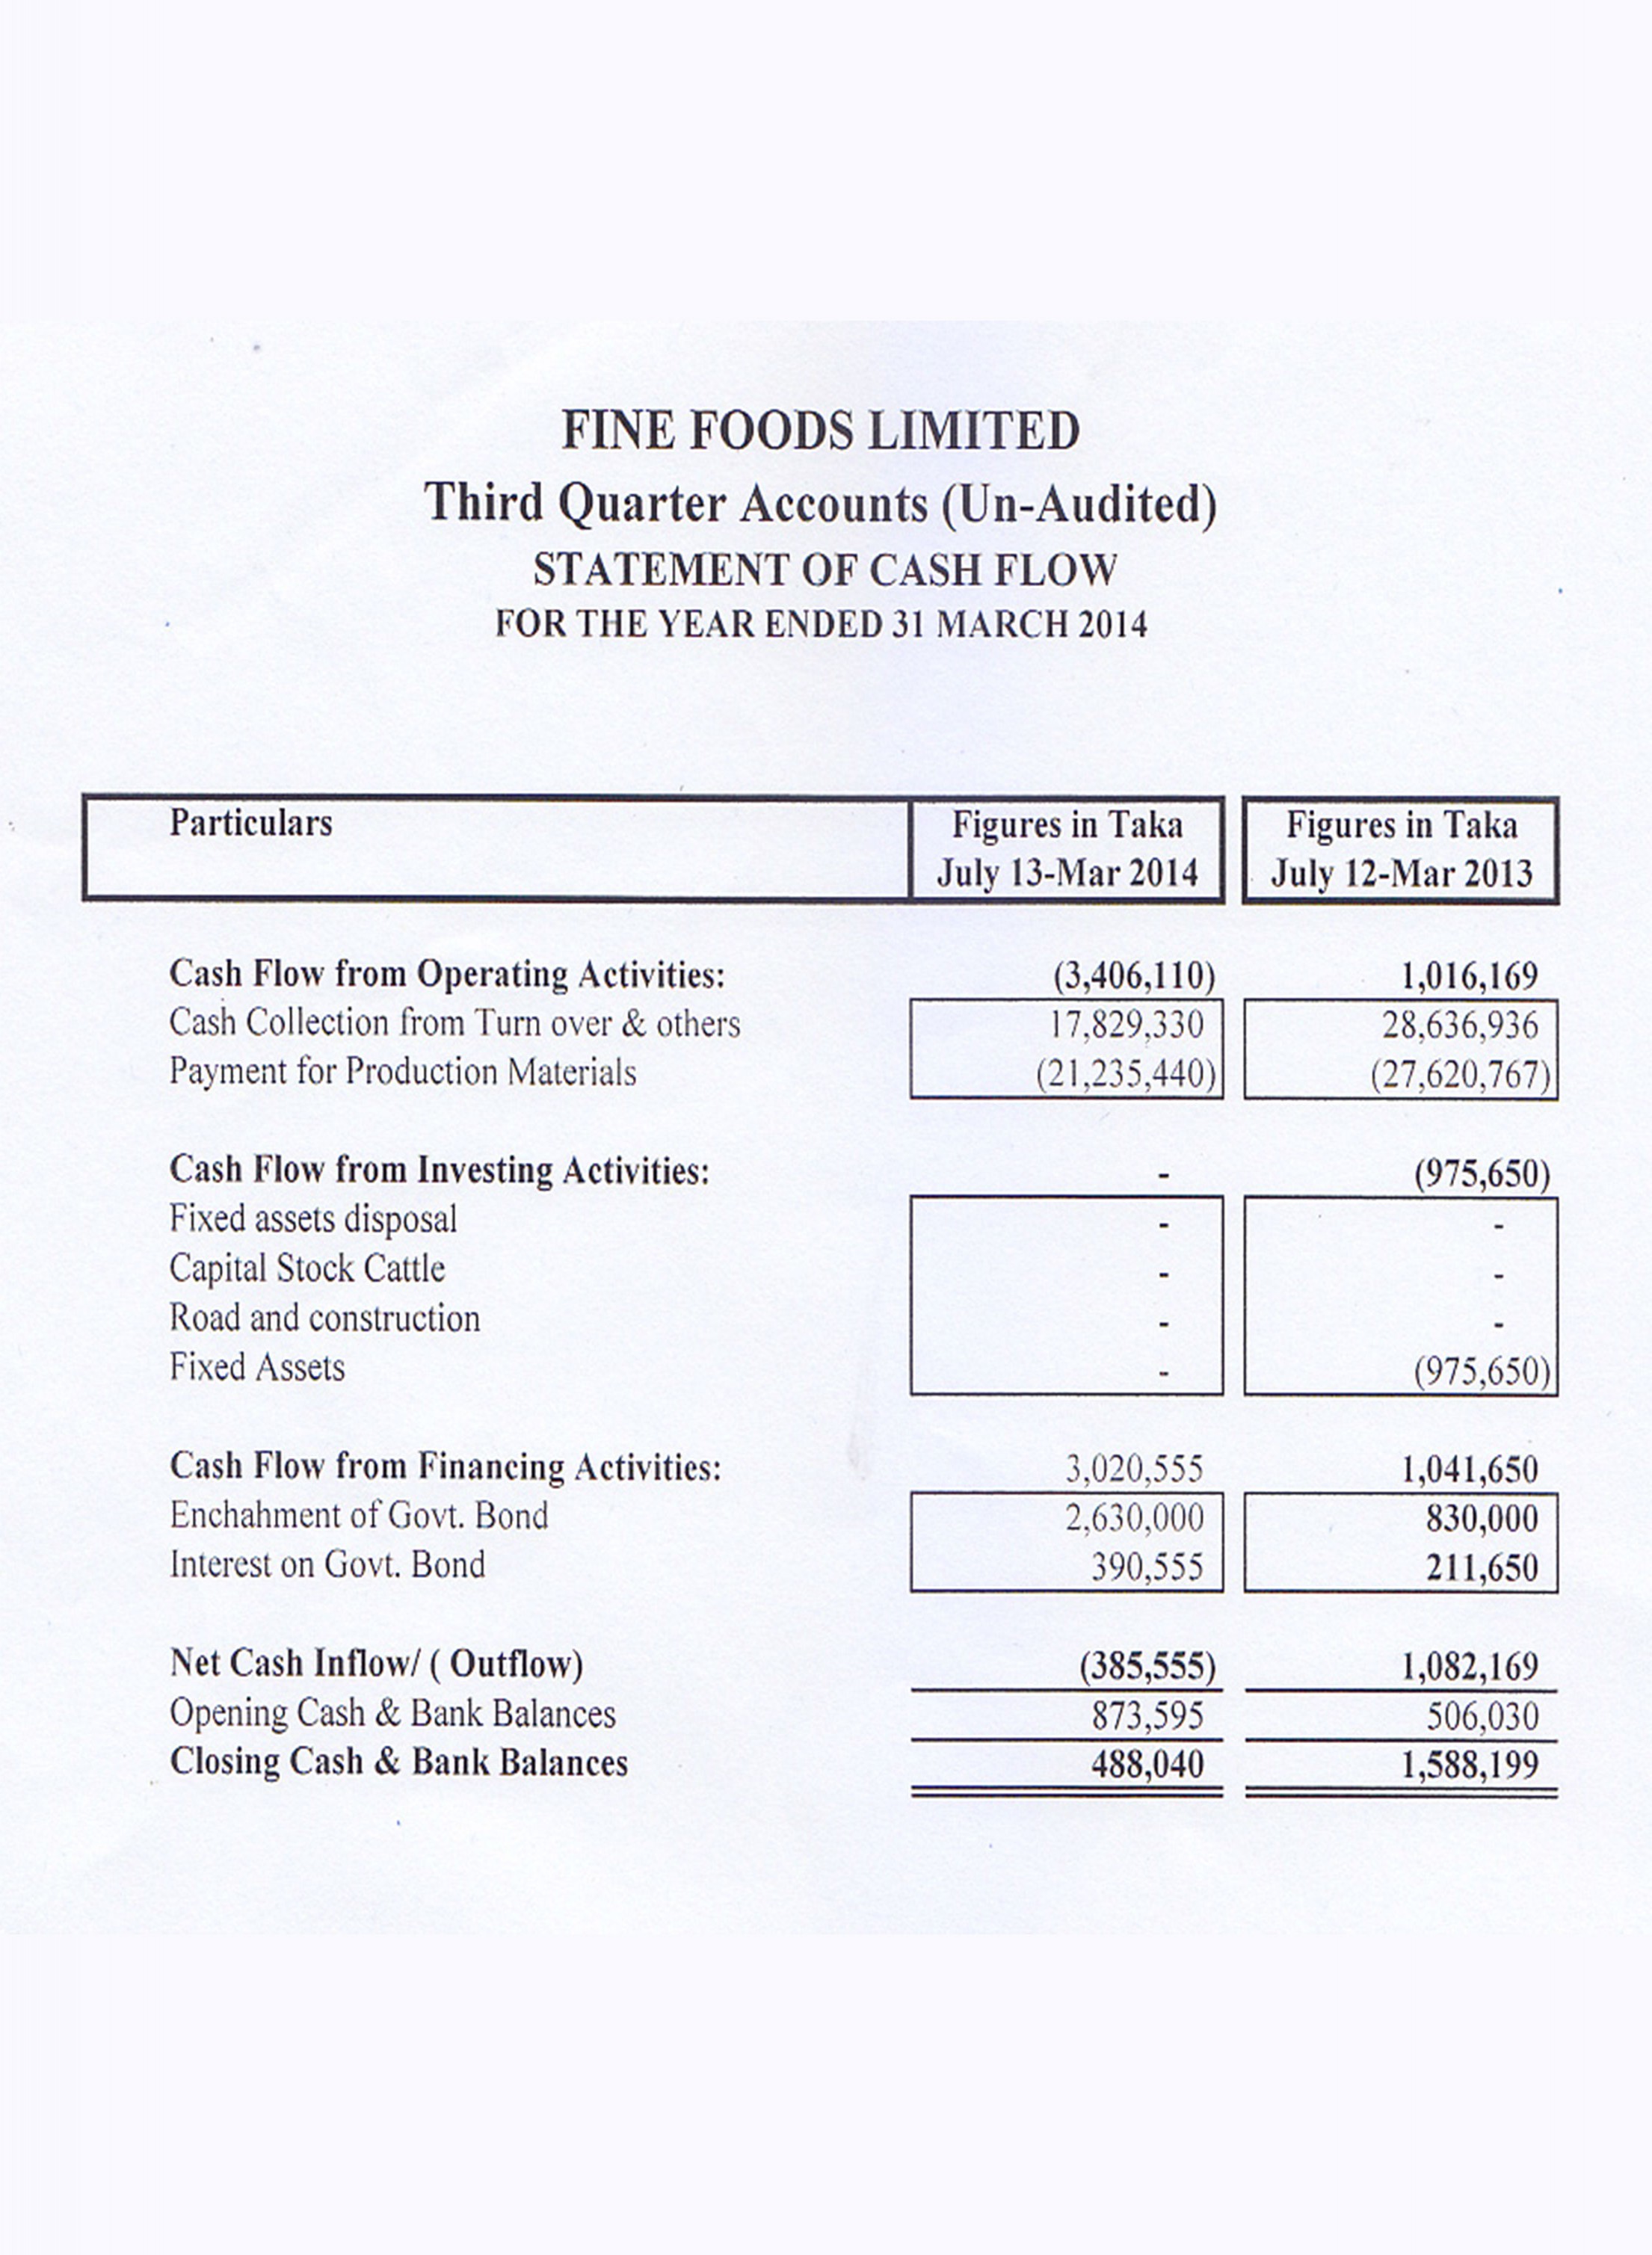 FINE FOODS LIMITED
Third Quarter Accounts (Un-Audited)
STATEMENT OF CASH FLOW
FOR THE YEAR ENDED 31 MARCH 2014
Particulars Figures in Taka Figures in Taka
July 13-Mar 2014 July 12-Mar 2013
Cash Flow from Operating Activities: (3,406,110) 1,016,169
Cash Collection from Turn over & others 17,829,330 28,636,936
Payment for Production Materials (21,235,440) (27,620,767)
Cash Flow from Investing Activities: - (975,650)
Fixed assets disposal - -
Capital Stock Cattle - -
Road and construction - -
Fixed Assets - (975,650)
Cash Flow from Financing Activities: 3,020,555 1,041,650
Enchahment of Govt. Bond 2,630,000 830,000
Interest on Govt. Bond 390,555 211,650
Net Cash Inflow/ ( Outflow) (385,555) 1,082,169
Opening Cash & Bank Balances 873,595 506,030
Closing Cash & Bank Balances 488,040 1,588,199